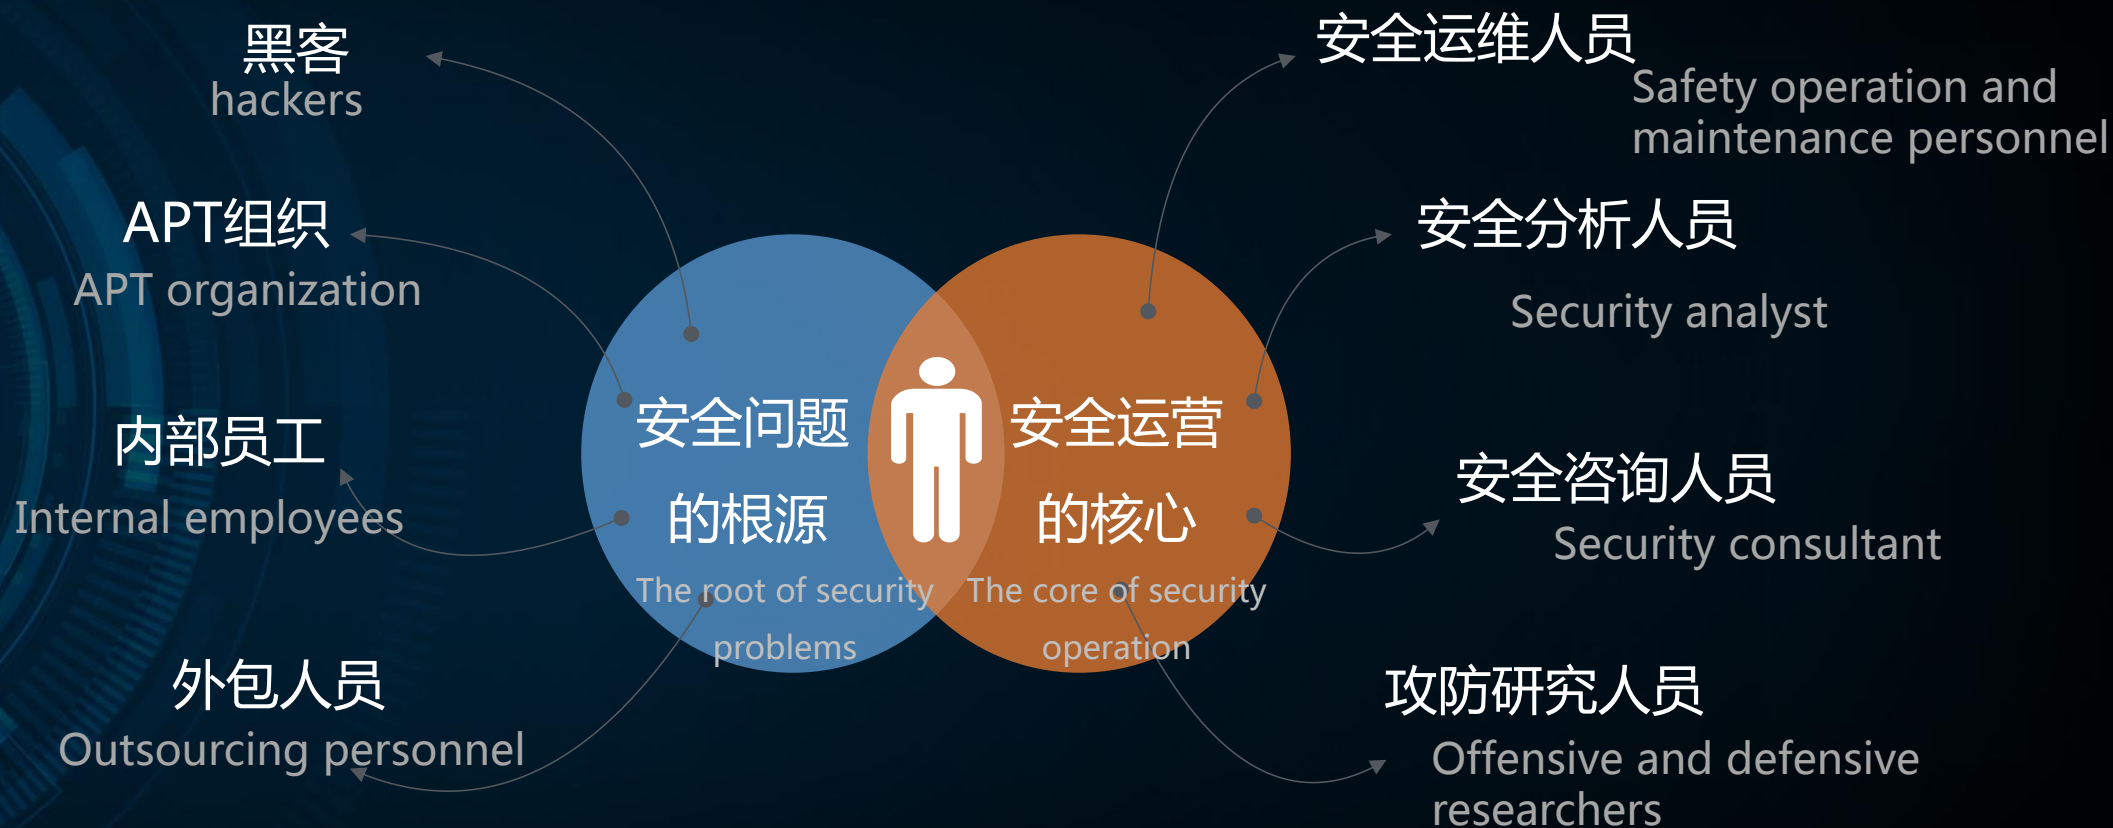 黑客
hackers
APT组织
APT organization
内部员工
Internal employees
外包人员
Outsourcing personnel
安全问题
的根源
The root of security
problems
安全运营
的核心
The core of security
operation
安全运维人员
Safety operation and
maintenance personnel
安全分析人员
Security analyst
安全咨询人员
Security consultant
攻防研究人员
Offensive and defensive
researchers